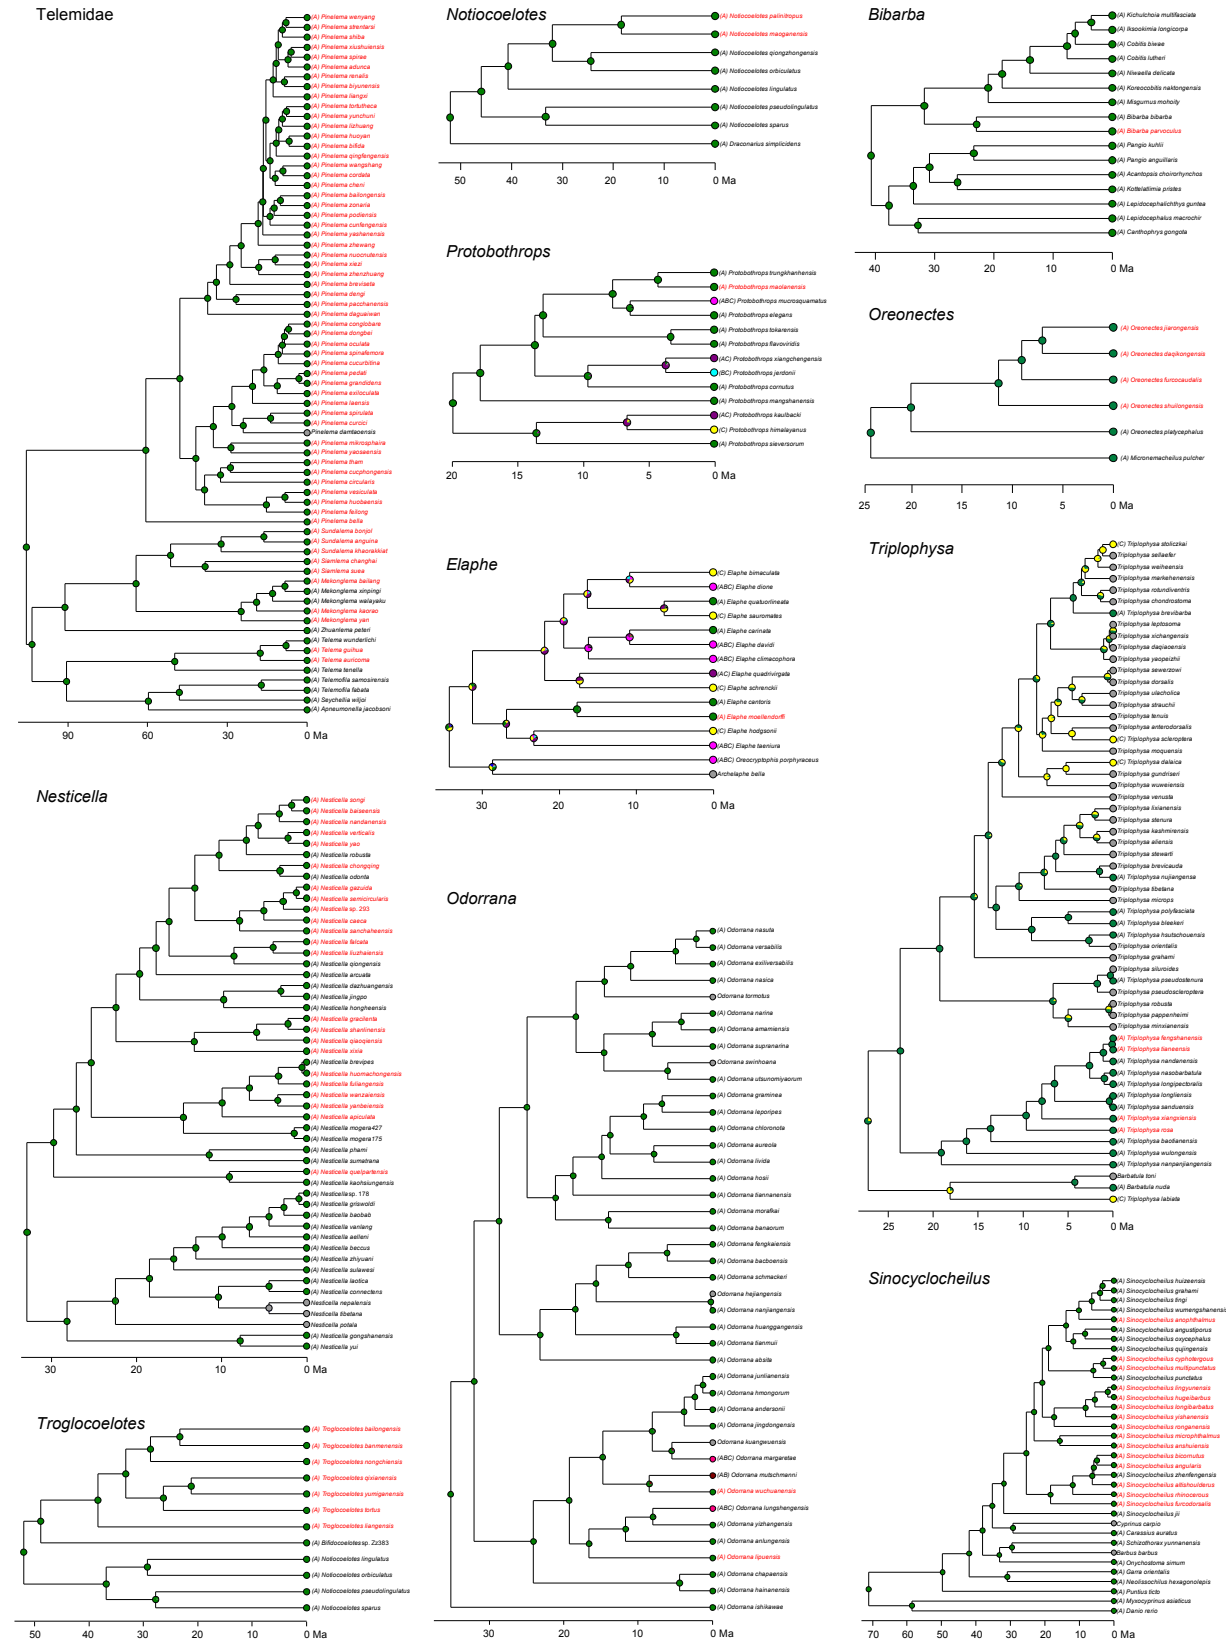 Telemidae
(A) Pinelema wenyang
(A) Pinelema strentarsi
(A) Pinelema shiba
(A) Pinelema xiushuiensis
(A) Pinelema spirae
(A) Pinelema adunca
(A) Pinelema renalis
(A) Pinelema biyunensis
(A) Pinelema liangxi
(A) Pinelema tortutheca
(A) Pinelema yunchuni
(A) Pinelema lizhuang
(A) Pinelema huoyan
(A) Pinelema bifida
(A) Pinelema qingfengensis
(A) Pinelema wangshang
(A) Pinelema cordata
(A) Pinelema cheni
(A) Pinelema bailongensis
(A) Pinelema zonaria
(A) Pinelema podiensis
(A) Pinelema cunfengensis
(A) Pinelema yashanensis
(A) Pinelema zhewang
(A) Pinelema nuocnutensis
(A) Pinelema xiezi
(A) Pinelema zhenzhuang
(A) Pinelema breviseta
(A) Pinelema dengi
(A) Pinelema pacchanensis
(A) Pinelema daguaiwan
(A) Pinelema conglobare
(A) Pinelema dongbei
(A) Pinelema oculata
(A) Pinelema spinafemora
(A) Pinelema cucurbitina
(A) Pinelema pedati
(A) Pinelema grandidens
(A) Pinelema exiloculata
(A) Pinelema laensis
(A) Pinelema spirulata
(A) Pinelema curcici
Pinelema damtaoensis
(A) Pinelema mikrosphaira
(A) Pinelema yaosaensis
(A) Pinelema tham
(A) Pinelema cucphongensis
(A) Pinelema circularis
(A) Pinelema vesiculata
(A) Pinelema huobaensis
(A) Pinelema feilong
(A) Pinelema bella
(A) Sundalema bonjol
(A) Sundalema anguina
(A) Sundalema khaorakkiat
(A) Siamlema changhai
(A) Siamlema suea
(A) Mekonglema bailang
(A) Mekonglema xinpingi
(A) Mekonglema walayaku
(A) Mekonglema kaorao
(A) Mekonglema yan
(A) Zhuanlema peteri
(A) Telema wunderlichi
(A) Telema guihua
(A) Telema auricoma
(A) Telema tenella
(A) Telemofila samosirensis
(A) Telemofila fabata
(A) Seychellia wiljoi
(A) Apneumonella jacobsoni
90 60 30 0 Ma
Nesticella
(A) Nesticella songi
(A) Nesticella baiseensis
(A) Nesticella nandanensis
(A) Nesticella verticalis
(A) Nesticella yao
(A) Nesticella robusta
(A) Nesticella chongqing
(A) Nesticella odonta
(A) Nesticella gazuida
(A) Nesticella semicircularis
(A) Nesticella sp. 293
(A) Nesticella caeca
(A) Nesticella sanchaheensis
(A) Nesticella falcata
(A) Nesticella liuzhaiensis
(A) Nesticella qiongensis
(A) Nesticella arcuata
(A) Nesticella dazhuangensis
(A) Nesticella jingpo
(A) Nesticella hongheensis
(A) Nesticella gracilenta
(A) Nesticella shanlinensis
(A) Nesticella qiaoqiensis
(A) Nesticella xixia
(A) Nesticella brevipes
(A) Nesticella huomachongensis
(A) Nesticella fuliangensis
(A) Nesticella wanzaiensis
(A) Nesticella yanbeiensis
(A) Nesticella apiculata
(A) Nesticella mogera427
(A) Nesticella mogera175
(A) Nesticella phami
(A) Nesticella sumatrana
(A) Nesticella quelpartensis
(A) Nesticella kaohsiungensis
(A) Nesticella sp. 178
(A) Nesticella griswoldi
(A) Nesticella baobab
(A) Nesticella vanlang
(A) Nesticella aelleni
(A) Nesticella beccus
(A) Nesticella zhiyuani
(A) Nesticella sulawesi
(A) Nesticella laotica
(A) Nesticella connectens
Nesticella nepalensis
Nesticella tibetana
Nesticella potala
(A) Nesticella gongshanensis
(A) Nesticella yui
30 20 10 0 Ma
Troglocoelotes
(A) Troglocoelotes bailongensis
(A) Troglocoelotes banmenensis
(A) Troglocoelotes nongchiensis
(A) Troglocoelotes qixianensis
(A) Troglocoelotes yumiganensis
(A) Troglocoelotes tortus
(A) Troglocoelotes liangensis
(A) Bifidocoelotes sp. Zz383
(A) Notiocoelotes lingulatus
(A) Notiocoelotes orbiculatus
(A) Notiocoelotes pseudolingulatus
(A) Notiocoelotes sparus
50 40 30 20 10 0 Ma
Notiocoelotes
(A) Notiocoelotes palinitropus
(A) Notiocoelotes maoganensis
(A) Notiocoelotes qiongzhongensis
(A) Notiocoelotes orbiculatus
(A) Notiocoelotes lingulatus
(A) Notiocoelotes pseudolingulatus
(A) Notiocoelotes sparus
(A) Draconarius simplicidens
50 40 30 20 10 0 Ma
Protobothrops
(A) Protobothrops trungkhanhensis
(A) Protobothrops maolanensis
(ABC) Protobothrops mucrosquamatus
(A) Protobothrops elegans
(A) Protobothrops tokarensis
(A) Protobothrops flavoviridis
(AC) Protobothrops xiangchengensis
(BC) Protobothrops jerdonii
(A) Protobothrops cornutus
(A) Protobothrops mangshanensis
(AC) Protobothrops kaulbacki
(C) Protobothrops himalayanus
(A) Protobothrops sieversorum
20 15 10 5 0 Ma
Elaphe
(C) Elaphe bimaculata
(ABC) Elaphe dione
(A) Elaphe quatuorlineata
(C) Elaphe sauromates
(A) Elaphe carinata
(ABC) Elaphe davidi
(ABC) Elaphe climacophora
(AC) Elaphe quadrivirgata
(C) Elaphe schrenckii
(A) Elaphe cantoris
(A) Elaphe moellendorffi
(C) Elaphe hodgsonii
(ABC) Elaphe taeniura
(ABC) Oreocryptophis porphyraceus
Archelaphe bella
30 20 10 0 Ma
Odorrana
(A) Odorrana nasuta
(A) Odorrana versabilis
(A) Odorrana exiliversabilis
(A) Odorrana nasica
Odorrana tormotus
(A) Odorrana narina
(A) Odorrana amamiensis
(A) Odorrana supranarina
Odorrana swinhoana
(A) Odorrana utsunomiyaorum
(A) Odorrana graminea
(A) Odorrana leporipes
(A) Odorrana chloronota
(A) Odorrana aureola
(A) Odorrana livida
(A) Odorrana hosii
(A) Odorrana tiannanensis
(A) Odorrana morafkai
(A) Odorrana banaorum
(A) Odorrana fengkaiensis
(A) Odorrana bacboensis
(A) Odorrana schmackeri
Odorrana hejiangensis
(A) Odorrana nanjiangensis
(A) Odorrana huanggangensis
(A) Odorrana tianmuii
(A) Odorrana absita
(A) Odorrana junlianensis
(A) Odorrana hmongorum
(A) Odorrana andersonii
(A) Odorrana jingdongensis
Odorrana kuangwuensis
(ABC) Odorrana margaretae
(AB) Odorrana mutschmanni
(A) Odorrana wuchuanensis
(ABC) Odorrana lungshengensis
(A) Odorrana yizhangensis
(A) Odorrana anlungensis
(A) Odorrana lipuensis
(A) Odorrana chapaensis
(A) Odorrana hainanensis
(A) Odorrana ishikawae
30 20 10 0 Ma
Bibarba
(A) Kichulchoia multifasciata
(A) Iksookimia longicorpa
(A) Cobitis biwae
(A) Cobitis lutheri
(A) Niwaella delicata
(A) Koreocobitis naktongensis
(A) Misgurnus mohoity
(A) Bibarba bibarba
(A) Bibarba parvoculus
(A) Pangio kuhlii
(A) Pangio anguillaris
(A) Acantopsis choirorhynchos
(A) Kottelatlimia pristes
(A) Lepidocephalichthys guntea
(A) Lepidocephalus macrochir
(A) Canthophrys gongota
40 30 20 10 0 Ma
Oreonectes
(A) Oreonectes jiarongensis
(A) Oreonectes daqikongensis
(A) Oreonectes furcocaudalis
(A) Oreonectes shuilongensis
(A) Oreonectes platycephalus
(A) Micronemacheilus pulcher
25 20 15 10 5 0 Ma
Triplophysa
(C) Triplophysa stoliczkai
Triplophysa sellaefer
Triplophysa weiheensis
Triplophysa markehenensis
Triplophysa rotundiventris
Triplophysa chondrostoma
(A) Triplophysa brevibarba
Triplophysa leptosoma
Triplophysa xichangensis
Triplophysa daqiaoensis
Triplophysa yaopeizhii
Triplophysa sewerzowi
Triplophysa dorsalis
Triplophysa ulacholica
Triplophysa strauchii
Triplophysa tenuis
Triplophysa anterodorsalis
(C) Triplophysa scleroptera
Triplophysa moquensis
(C) Triplophysa dalaica
Triplophysa gundriseri
Triplophysa wuweiensis
Triplophysa venusta
Triplophysa lixianensis
Triplophysa stenura
Triplophysa kashmirensis
Triplophysa aliensis
Triplophysa stewarti
Triplophysa brevicauda
(A) Triplophysa nujiangensa
Triplophysa tibetana
Triplophysa microps
(A) Triplophysa polyfasciata
(A) Triplophysa bleekeri
(A) Triplophysa hsutschouensis
Triplophysa orientalis
Triplophysa grahami
Triplophysa siluroides
(A) Triplophysa pseudostenura
Triplophysa pseudoscleroptera
Triplophysa robusta
Triplophysa pappenheimi
Triplophysa minxianensis
(A) Triplophysa fengshanensis
(A) Triplophysa tianeensis
(A) Triplophysa nandanensis
(A) Triplophysa nasobarbatula
(A) Triplophysa longipectoralis
(A) Triplophysa longliensis
(A) Triplophysa sanduensis
(A) Triplophysa xiangxiensis
(A) Triplophysa rosa
(A) Triplophysa baotianensis
(A) Triplophysa wulongensis
(A) Triplophysa nanpanjiangensis
Barbatula toni
(A) Barbatula nuda
(C) Triplophysa labiata
25 20 15 10 5 0 Ma
Sinocyclocheilus
(A) Sinocyclocheilus huizeensis
(A) Sinocyclocheilus grahami
(A) Sinocyclocheilus tingi
(A) Sinocyclocheilus wumengshanensis
(A) Sinocyclocheilus anophthalmus
(A) Sinocyclocheilus angustiporus
(A) Sinocyclocheilus oxycephalus
(A) Sinocyclocheilus qujingensis
(A) Sinocyclocheilus cyphotergous
(A) Sinocyclocheilus multipunctatus
(A) Sinocyclocheilus punctatus
(A) Sinocyclocheilus lingyunensis
(A) Sinocyclocheilus hugeibarbus
(A) Sinocyclocheilus longibarbatus
(A) Sinocyclocheilus yishanensis
(A) Sinocyclocheilus ronganensis
(A) Sinocyclocheilus microphthalmus
(A) Sinocyclocheilus anshuiensis
(A) Sinocyclocheilus bicornutus
(A) Sinocyclocheilus angularis
(A) Sinocyclocheilus zhenfengensis
(A) Sinocyclocheilus altishoulderus
(A) Sinocyclocheilus rhinocerous
(A) Sinocyclocheilus furcodorsalis
(A) Sinocyclocheilus jii
Cyprinus carpio
(A) Carassius auratus
(A) Schizothorax yunnanensis
Barbus barbus
(A) Onychostoma simum
(A) Garra orientalis
(A) Neolissochilus hexagonolepis
(A) Puntius ticto
(A) Myxocyprinus asiaticus
(A) Danio rerio
70 60 50 40 30 20 10 0 Ma